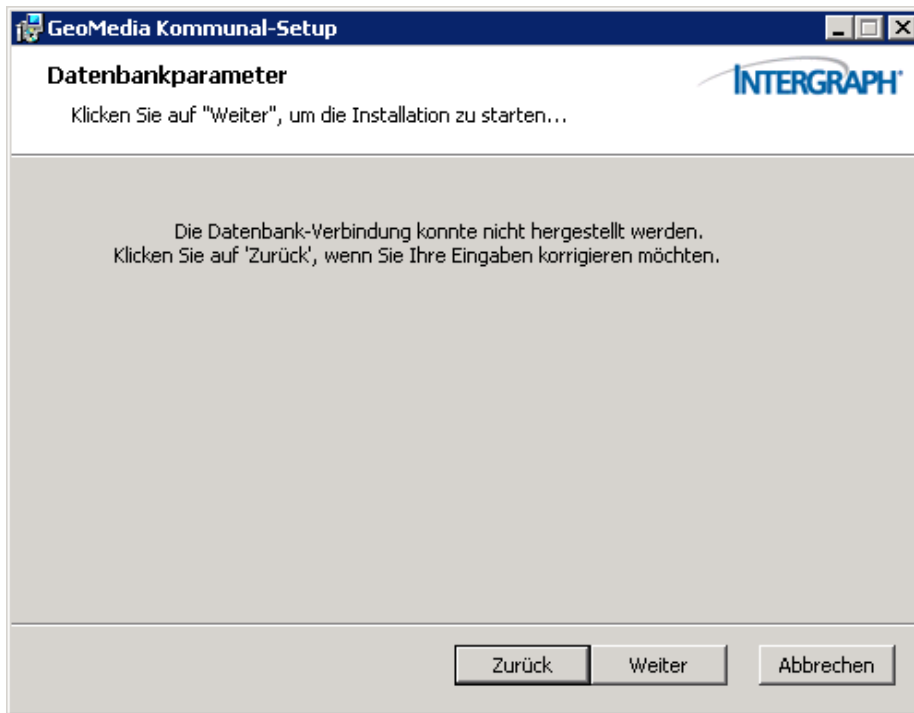 GeoMedia Kommunal-Setup
Datenbankparameter
INTERGRAPH
Klicken Sie auf "Weiter", um die Installation zu starten...
Die Datenbank-Verbindung konnte nicht hergestellt werden.
Klicken Sie auf 'Zurück', wenn Sie Ihre Eingaben korrigieren möchten.
Zurück
Weiter
Abbrechen